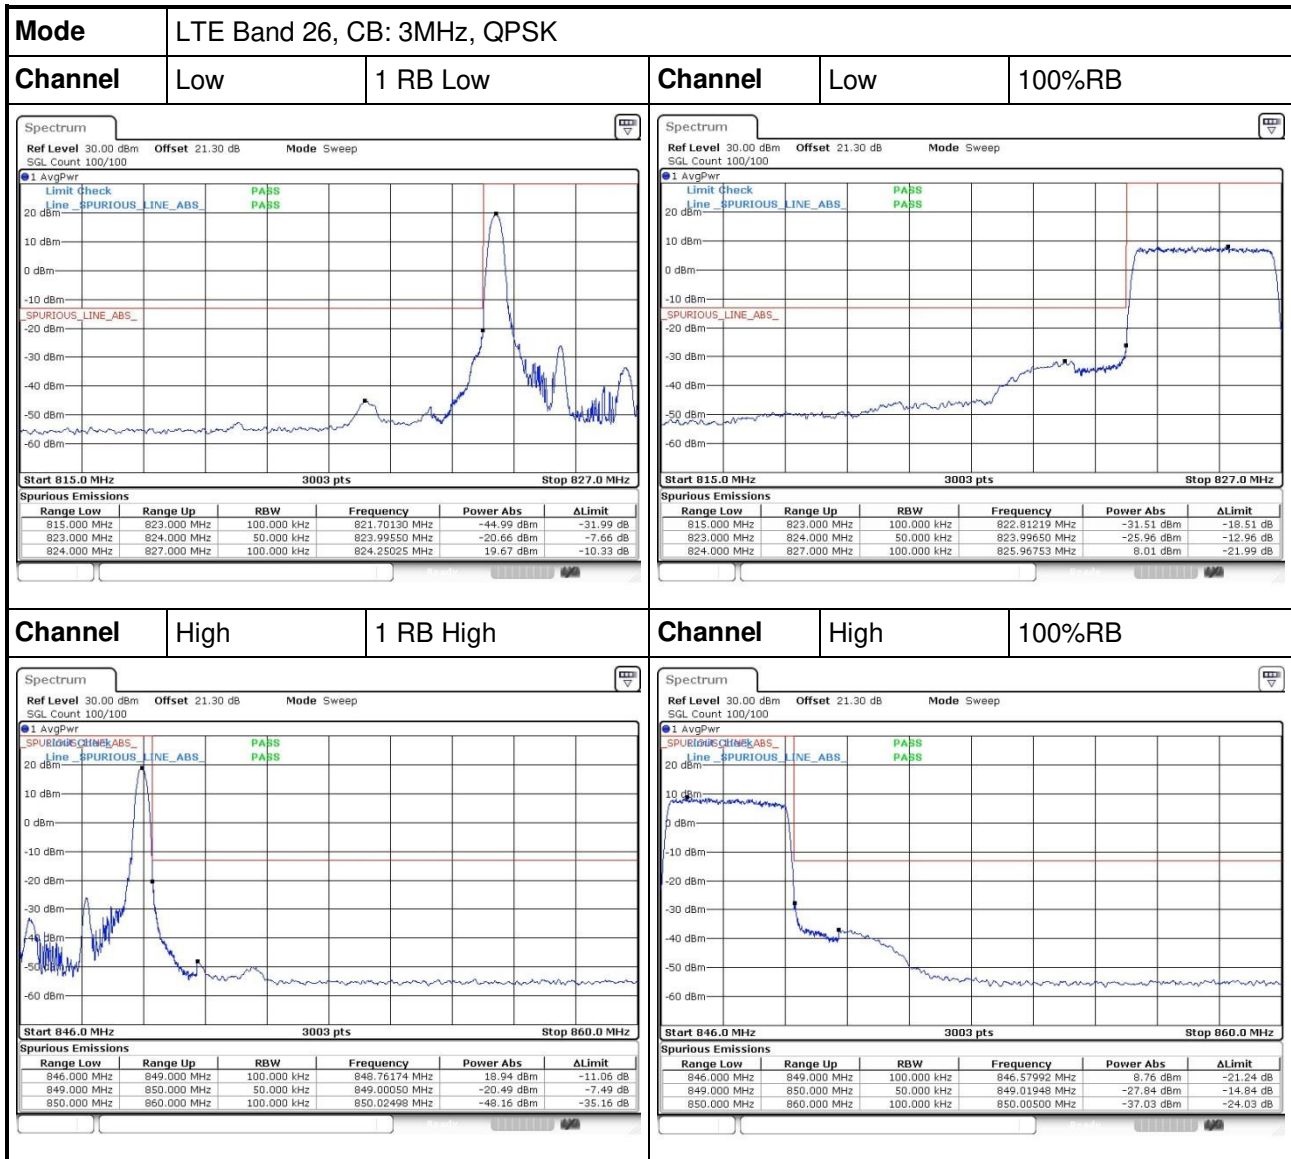 Mode LTE Band 26, CB: 3MHz, QPSK
Channel Low 1 RB Low Channel Low 100%RB
Spectrum
Ref Level 30.00 dBm Offset 21.30 dB Mode Sweep
SGL Count 100/100
1 AvgPwr
Limit Check PASS
Line _SPURIOUS_LINE_ABS_ PASS
20 dBm
10 dBm
0 dBm
-10 dBm
_SPURIOUS_LINE_ABS_
-20 dBm
-30 dBm
-40 dBm
-50 dBm
-60 dBm
Start 815.0 MHz 3003 pts Stop 827.0 MHz
Spurious Emissions
Range Low Range Up RBW Frequency Power Abs ΔLimit
815.000 MHz 823.000 MHz 100.000 kHz 821.70130 MHz -44.99 dBm -31.99 dB
823.000 MHz 824.000 MHz 50.000 kHz 823.99550 MHz -20.66 dBm -7.66 dB
824.000 MHz 827.000 MHz 100.000 kHz 824.25025 MHz 19.67 dBm -10.33 dB
Spectrum
Ref Level 30.00 dBm Offset 21.30 dB Mode Sweep
SGL Count 100/100
1 AvgPwr
Limit Check PASS
Line _SPURIOUS_LINE_ABS_ PASS
20 dBm
10 dBm
0 dBm
-10 dBm
_SPURIOUS_LINE_ABS_
-20 dBm
-30 dBm
-40 dBm
-50 dBm
-60 dBm
Start 815.0 MHz 3003 pts Stop 827.0 MHz
Spurious Emissions
Range Low Range Up RBW Frequency Power Abs ΔLimit
815.000 MHz 823.000 MHz 100.000 kHz 822.81219 MHz -31.51 dBm -18.51 dB
823.000 MHz 824.000 MHz 50.000 kHz 823.99650 MHz -25.96 dBm -12.96 dB
824.000 MHz 827.000 MHz 100.000 kHz 825.96753 MHz 8.01 dBm -21.99 dB
Channel High 1 RB High Channel High 100%RB
Spectrum
Ref Level 30.00 dBm Offset 21.30 dB Mode Sweep
SGL Count 100/100
1 AvgPwr
_SPURIOUS_LINE_ABS_ Limit Check PASS
Line _SPURIOUS_LINE_ABS_ PASS
20 dBm
10 dBm
0 dBm
-10 dBm
-20 dBm
-30 dBm
-40 dBm
-50 dBm
-60 dBm
Start 846.0 MHz 3003 pts Stop 860.0 MHz
Spurious Emissions
Range Low Range Up RBW Frequency Power Abs ΔLimit
846.000 MHz 849.000 MHz 100.000 kHz 848.76174 MHz 18.94 dBm -11.06 dB
849.000 MHz 850.000 MHz 50.000 kHz 849.00050 MHz -20.49 dBm -7.49 dB
850.000 MHz 860.000 MHz 100.000 kHz 850.02498 MHz -48.16 dBm -35.16 dB
Spectrum
Ref Level 30.00 dBm Offset 21.30 dB Mode Sweep
SGL Count 100/100
1 AvgPwr
_SPURIOUS_LINE_ABS_ Limit Check PASS
Line _SPURIOUS_LINE_ABS_ PASS
20 dBm
10 dBm
0 dBm
-10 dBm
-20 dBm
-30 dBm
-40 dBm
-50 dBm
-60 dBm
Start 846.0 MHz 3003 pts Stop 860.0 MHz
Spurious Emissions
Range Low Range Up RBW Frequency Power Abs ΔLimit
846.000 MHz 849.000 MHz 100.000 kHz 846.57992 MHz 8.76 dBm -21.24 dB
849.000 MHz 850.000 MHz 50.000 kHz 849.01948 MHz -27.84 dBm -14.84 dB
850.000 MHz 860.000 MHz 100.000 kHz 850.00500 MHz -37.03 dBm -24.03 dB